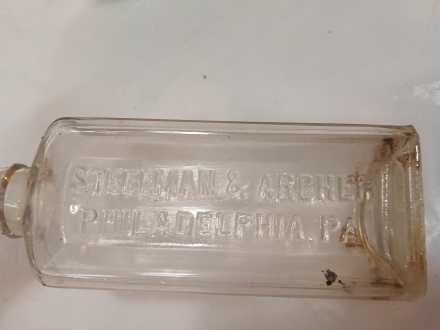 STEELMAN & ARCHER
PHILADELPHIA, PA